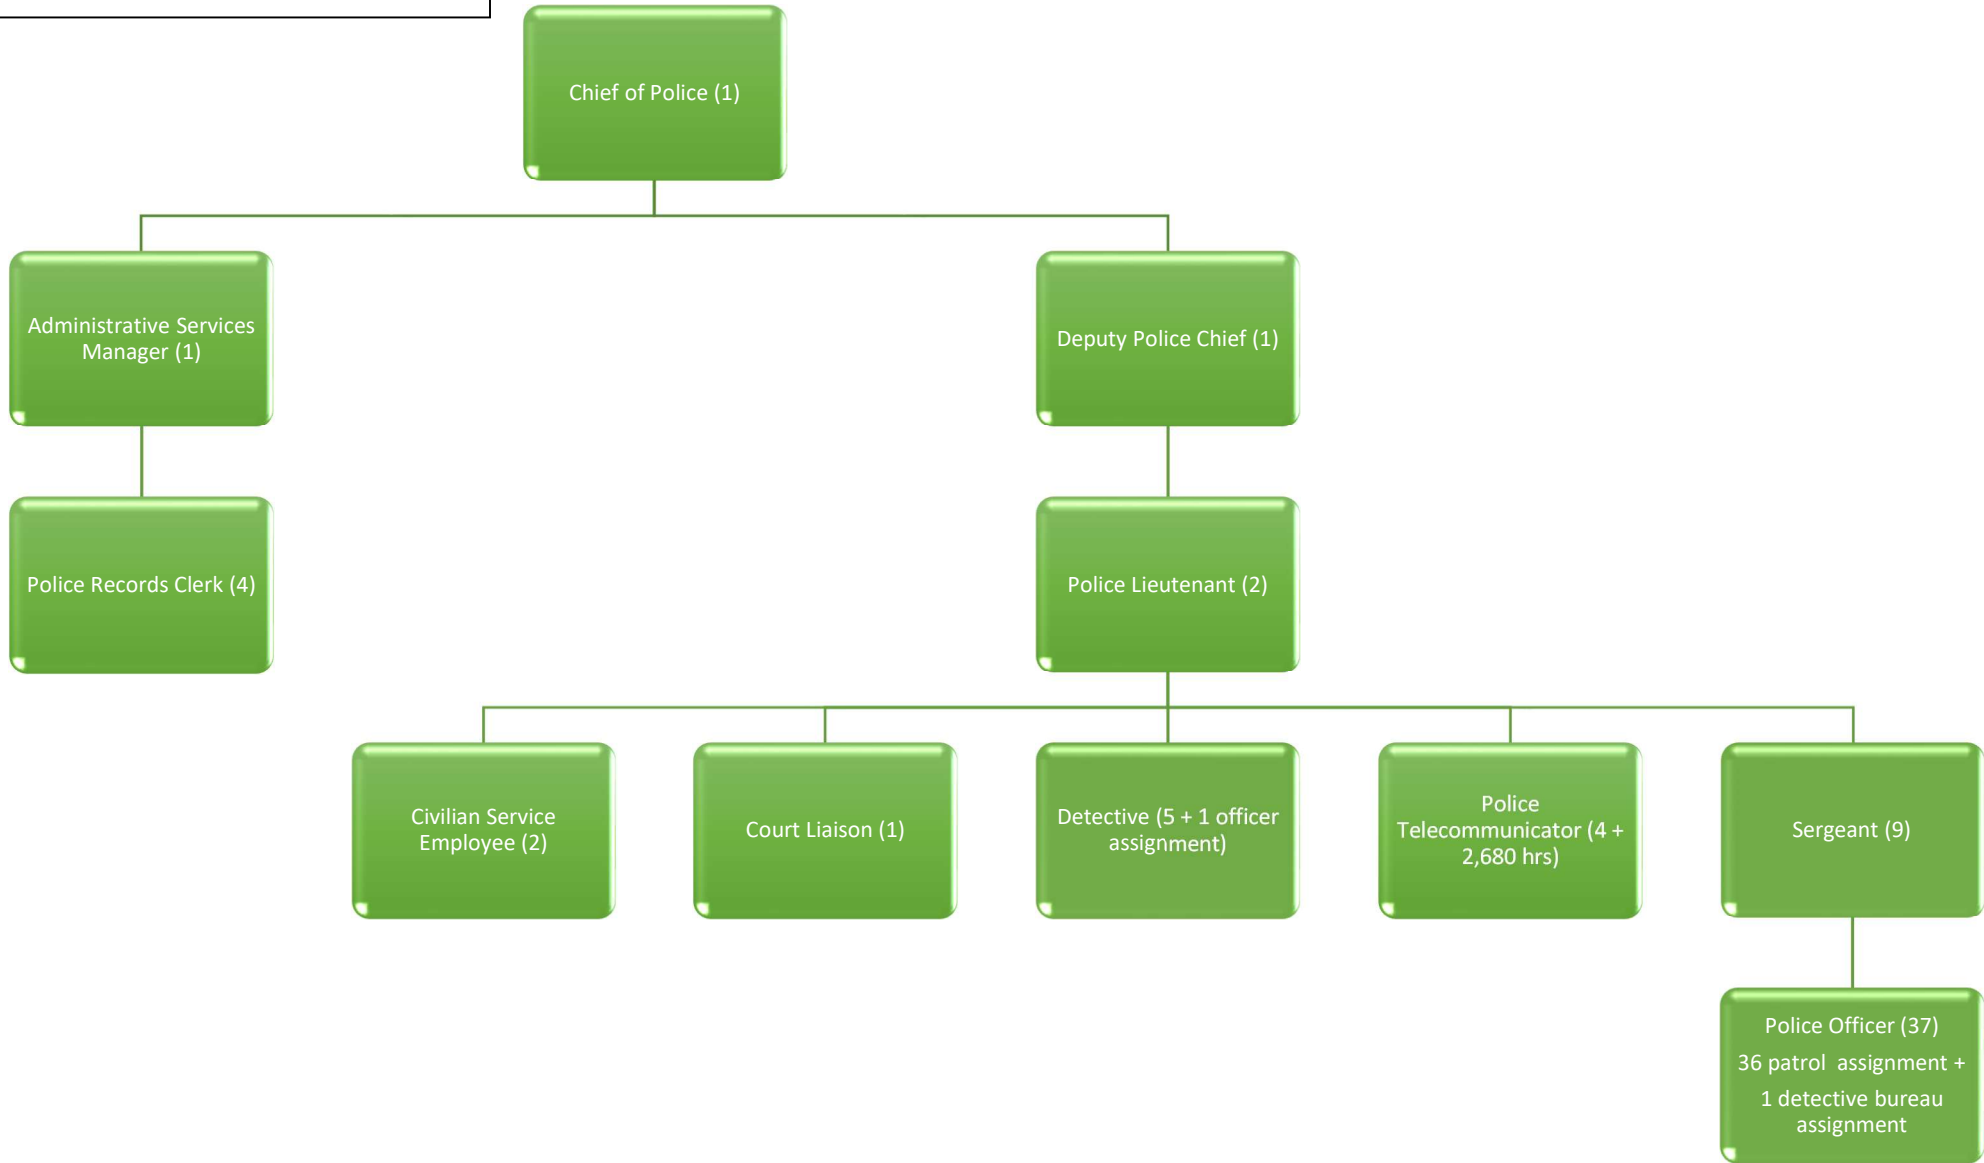 Chief of Police (1)
Administrative Services
Manager (1)
Deputy Police Chief (1)
Police Records Clerk (4)
Police Lieutenant (2)
Civilian Service
Employee (2)
Court Liaison (1)
Detective (5 + 1 officer
assignment)
Police
Telecommunicator (4 +
2,680 hrs)
Sergeant (9)
Police Officer (37)
36 patrol  assignment +
1 detective bureau
assignment